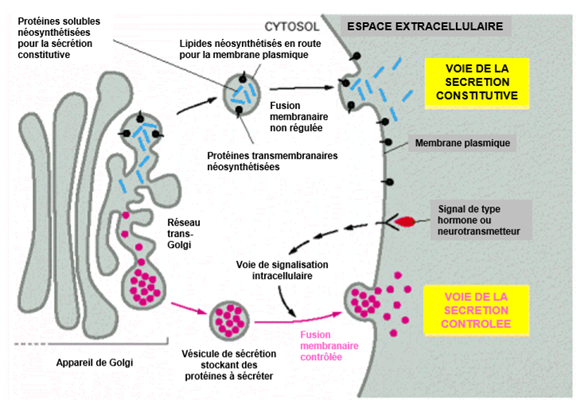 Protéines solubles
néosynthétisées
pour la sécrétion
constitutive
CYTOSOL
ESPACE EXTRACELLULAIRE
Lipides néosynthétisés en route
pour la membrane plasmique
VOIE DE LA
SECRETION
CONSTITUTIVE
Fusion
membranaire
non régulée
Protéines transmembranaires
néosynthétisées
Membrane plasmique
Réseau
trans-
Golgi
Signal de type
hormone ou
neurotransmetteur
Voie de signalisation
intracellulaire
VOIE DE LA
SECRETION
CONTROLEE
Fusion
membranaire
contrôlée
Appareil de Golgi
Vésicule de sécrétion
stockant des
protéines à sécréter